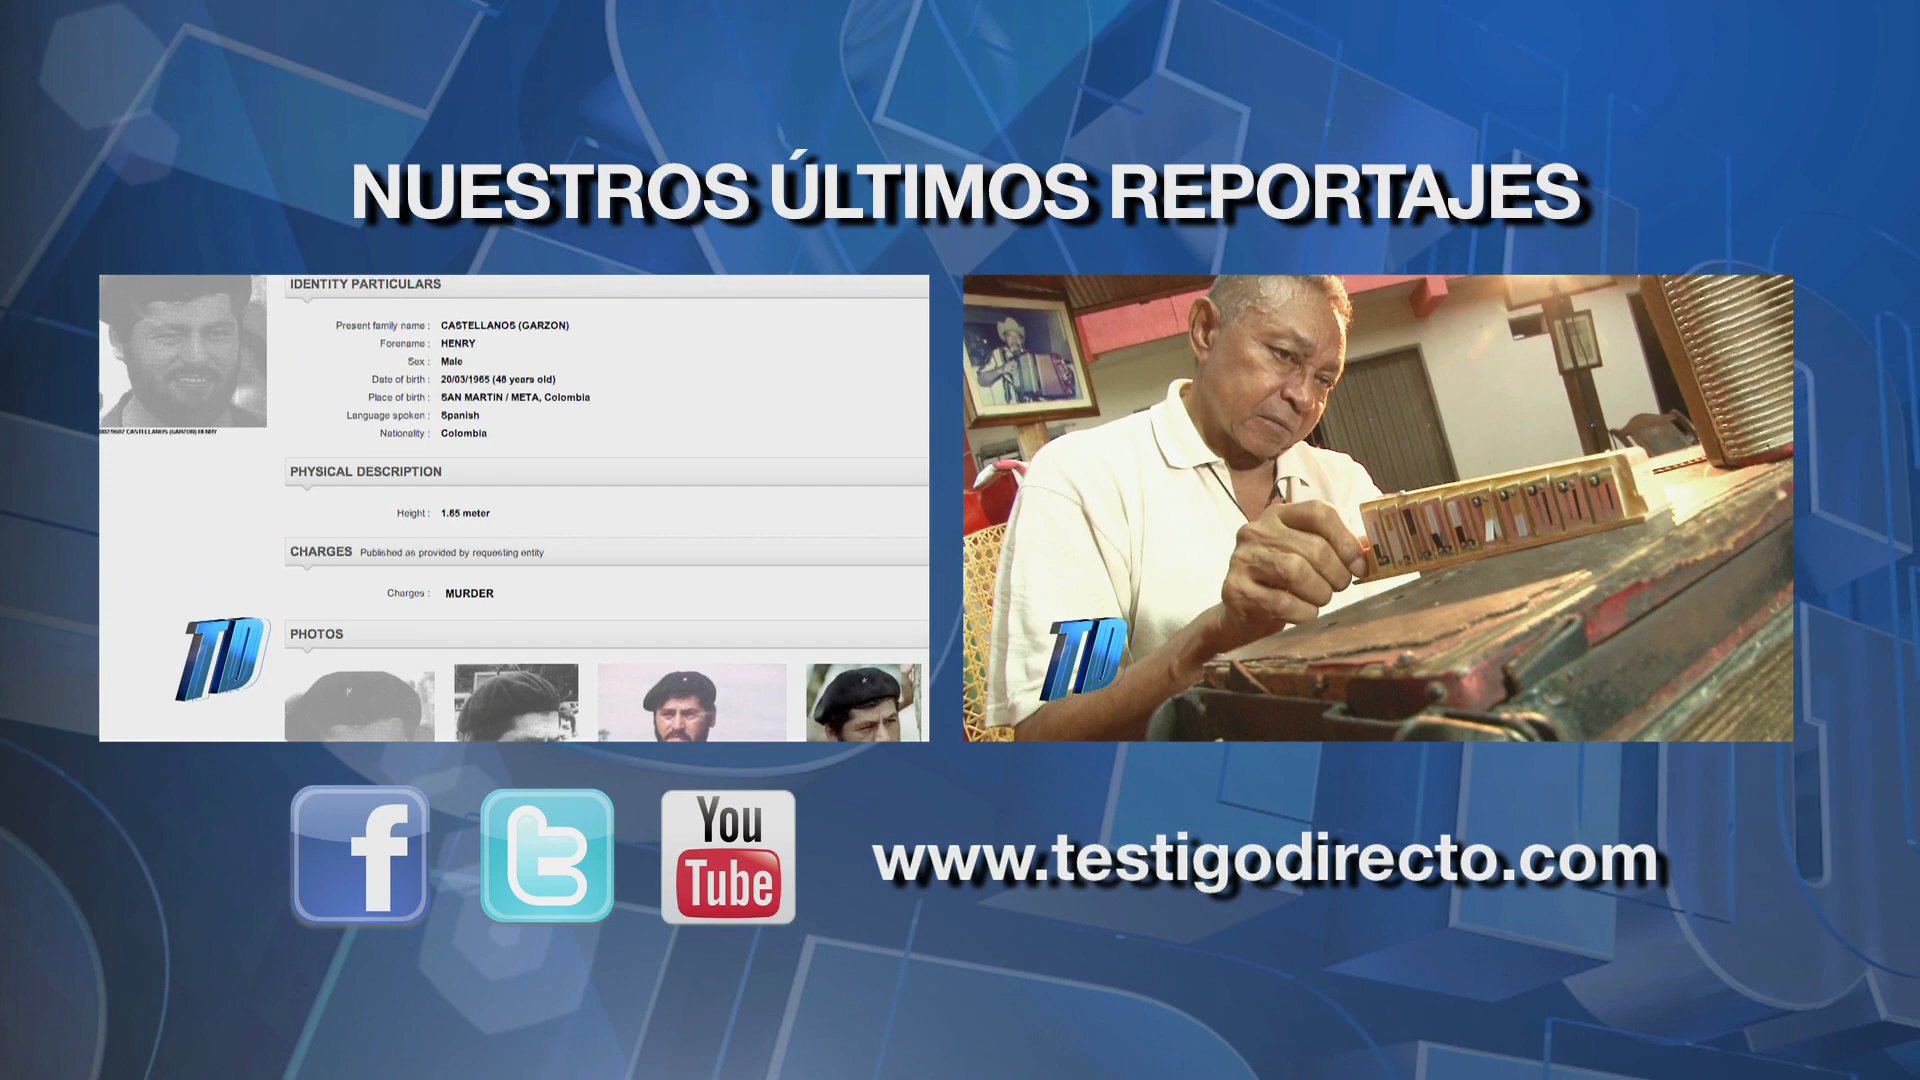 NUESTROS ÚLTIMOS REPORTAJES
IDENTITY PARTICULARS
Present family name : CASTELLANOS (GARZON)
Forename : HENRY
Sex : Male
Date of birth : 20/03/1965 (48 years old)
Place of birth : SAN MARTIN / META, Colombia
Language spoken : Spanish
Nationality : Colombia
CASTELLANOS (GARZON) HENRY
PHYSICAL DESCRIPTION
Height : 1.65 meter
CHARGES Published as provided by requesting entity
Charges : MURDER
PHOTOS
TD
TD
f
t
You
Tube
www.testigodirecto.com